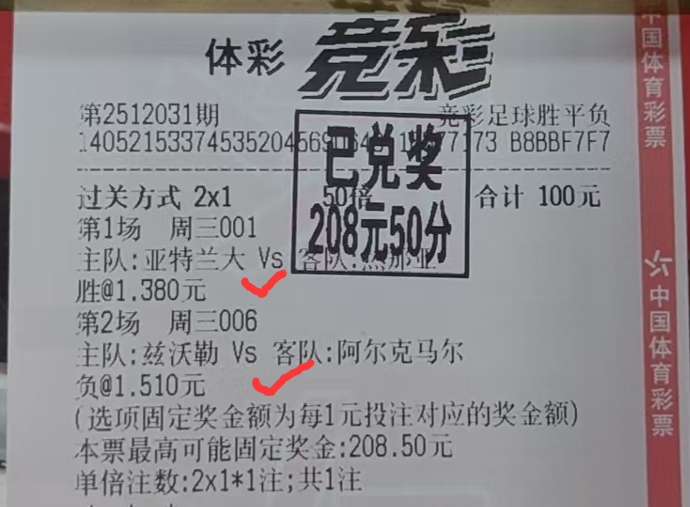 体彩 竞彩
第2512031期 竞彩足球胜平负
B8BBF7F7
已兑奖
208元50分
过关方式 2x1 50倍 合计 100元
第1场 周三001
主队:亚特兰大 Vs 客队:热那亚
胜@1.380元
第2场 周三006
主队:兹沃勒 Vs 客队:阿尔克马尔
负@1.510元
(选项固定奖金额为每1元投注对应的奖金额)
本票最高可能固定奖金:208.50元
单倍注数:2x1*1注;共1注
中国体育彩票
中国体育彩票